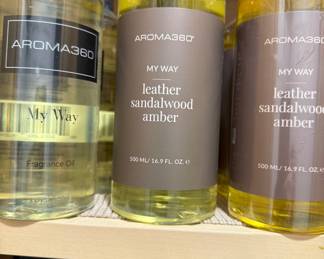 AROMA360
My Way
Fragrance Oil
AROMA360®
MY WAY
leather
sandalwood
amber
500 ML/ 16.9 FL. OZ.℮
AROMA360
MY WAY
leather
sandalwood
amber
500 ML/ 16.9 FL. OZ.